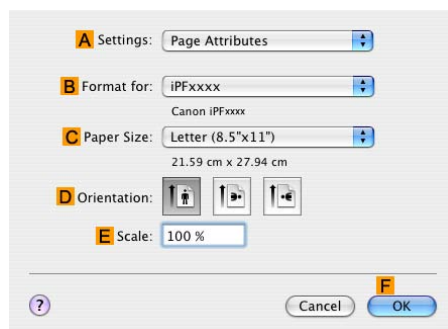 A Settings: Page Attributes
B Format for: iPFxxxx
Canon iPFxxxx
C Paper Size: Letter (8.5"x11")
21.59 cm x 27.94 cm
D Orientation:
E Scale: 100 %
F
? Cancel OK